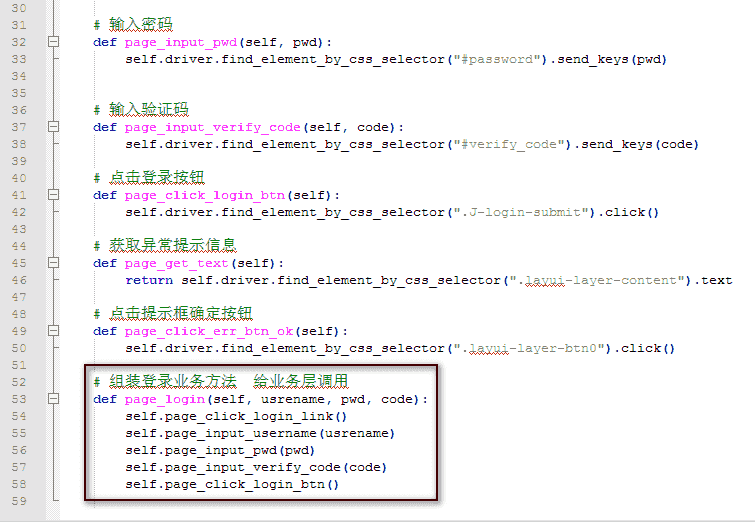 30
31 # 输入密码
32 def page_input_pwd(self, pwd):
33 self.driver.find_element_by_css_selector("#password").send_keys(pwd)
34
35
36 # 输入验证码
37 def page_input_verify_code(self, code):
38 self.driver.find_element_by_css_selector("#verify_code").send_keys(code)
39
40 # 点击登录按钮
41 def page_click_login_btn(self):
42 self.driver.find_element_by_css_selector(".J-login-submit").click()
43
44 # 获取异常提示信息
45 def page_get_text(self):
46 return self.driver.find_element_by_css_selector(".layui-layer-content").text
47
48 # 点击提示框确定按钮
49 def page_click_err_btn_ok(self):
50 self.driver.find_element_by_css_selector(".layui-layer-btn0").click()
51
52 # 组装登录业务方法 给业务层调用
53 def page_login(self, usrename, pwd, code):
54 self.page_click_login_link()
55 self.page_input_username(usrename)
56 self.page_input_pwd(pwd)
57 self.page_input_verify_code(code)
58 self.page_click_login_btn()
59